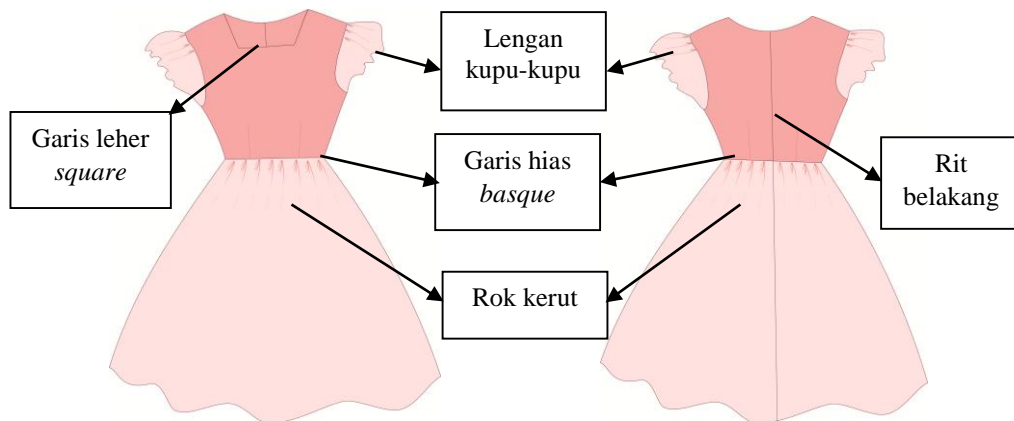 Lengan
kupu-kupu
Garis leher
square
Garis hias
basque
Rit
belakang
Rok kerut